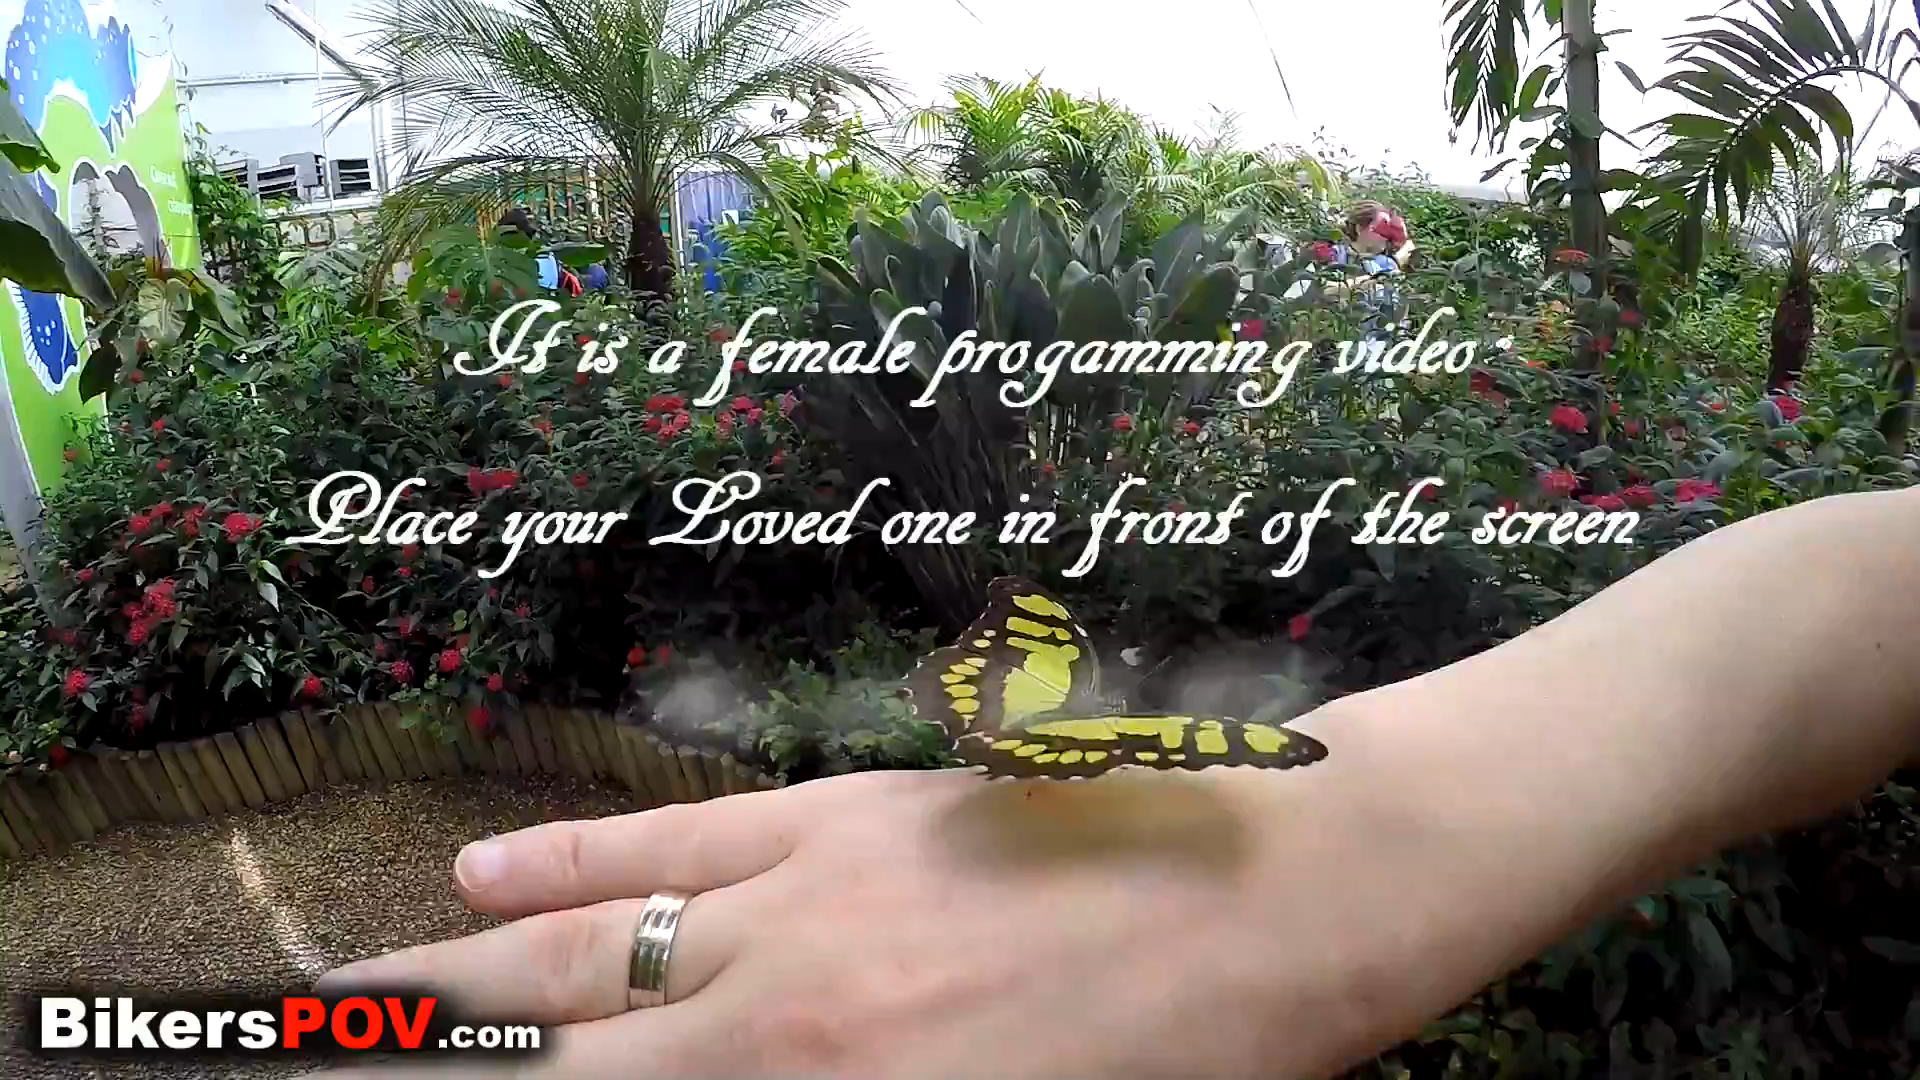 It is a female progamming video:
Place your Loved one in front of the screen
BikersPOV.com